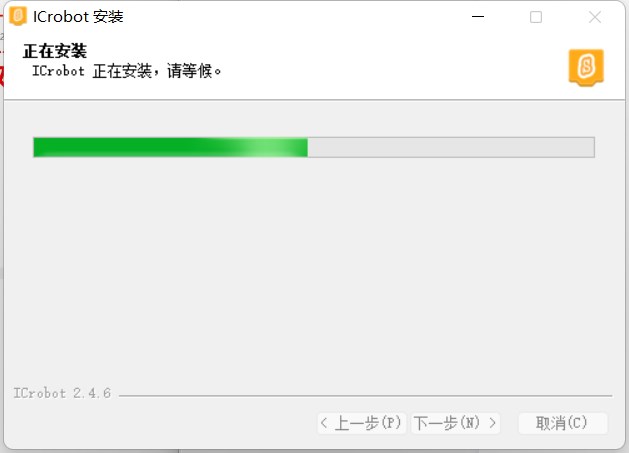 ICrobot 安装
正在安装
ICrobot 正在安装，请等候。
ICrobot 2.4.6
< 上一步(P) 下一步(N) > 取消(C)